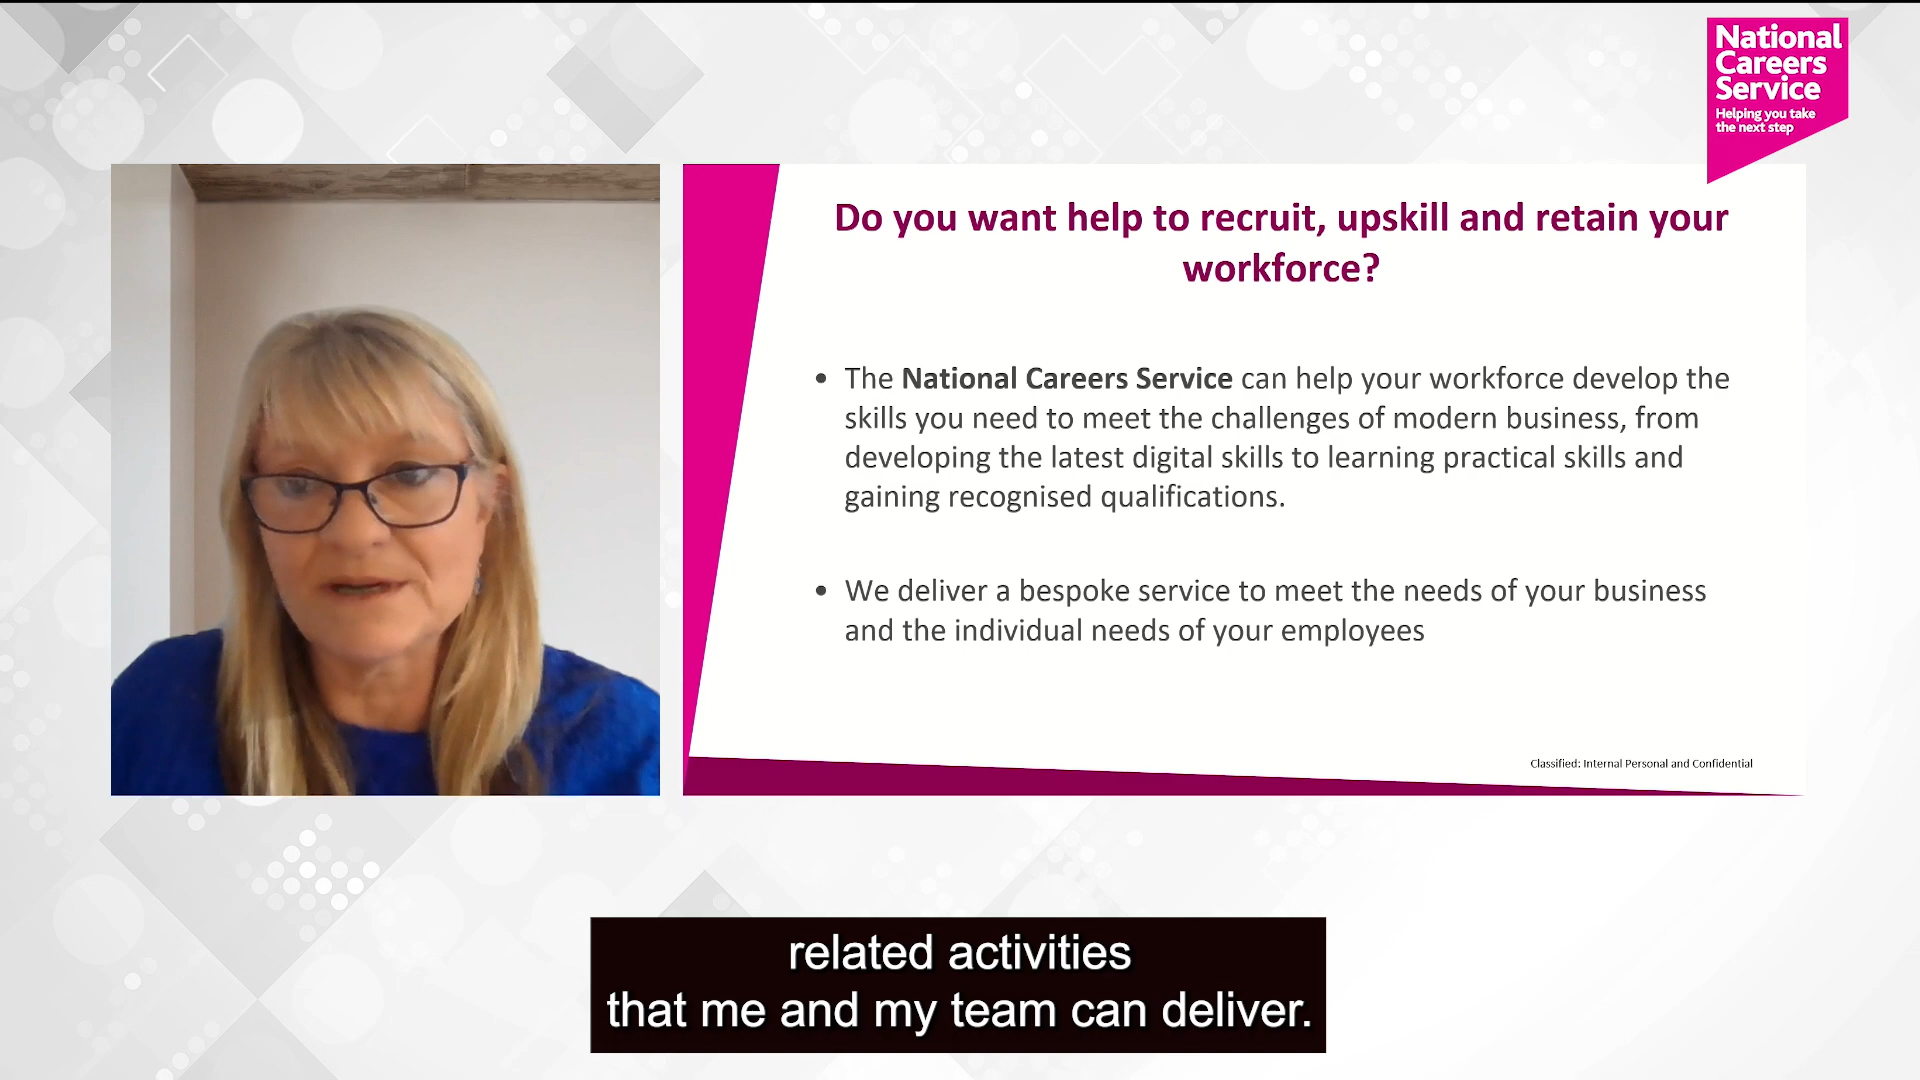 National
Careers
Service
Helping you take
the next step
Do you want help to recruit, upskill and retain your
workforce?
• The National Careers Service can help your workforce develop the
skills you need to meet the challenges of modern business, from
developing the latest digital skills to learning practical skills and
gaining recognised qualifications.
• We deliver a bespoke service to meet the needs of your business
and the individual needs of your employees
Classified: Internal Personal and Confidential
related activities
that me and my team can deliver.